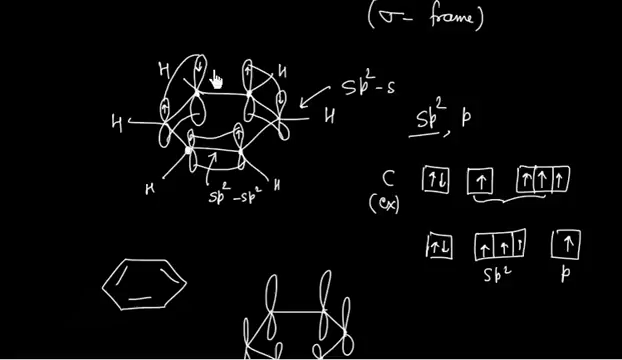 (σ- frame)
H
H
sp²-s
H
H
sp², p
H
H
sp²-sp²
C
(ex)
sp²
p